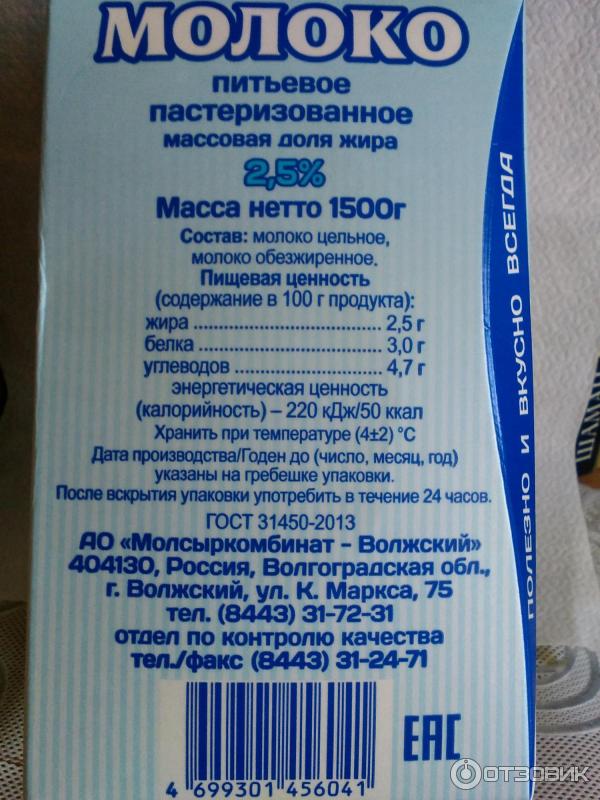 МОЛОКО
питьевое
пастеризованное
массовая доля жира
2,5%
Масса нетто 1500г
Состав: молоко цельное,
молоко обезжиренное.
Пищевая ценность
(содержание в 100 г продукта):
жира ........................................ 2,5 г
белка ....................................... 3,0 г
углеводов ................................ 4,7 г
энергетическая ценность
(калорийность) – 220 кДж/50 ккал
Хранить при температуре (4±2) °С
Дата производства/Годен до (число, месяц, год)
указаны на гребешке упаковки.
После вскрытия упаковки употребить в течение 24 часов.
ГОСТ 31450-2013
АО «Молсыркомбинат – Волжский»
404130, Россия, Волгоградская обл.,
г. Волжский, ул. К. Маркса, 75
тел. (8443) 31-72-31
отдел по контролю качества
тел./факс (8443) 31-24-71
4 699301 456041
ЕАС
ПОЛЕЗНО И ВКУСНО ВСЕГДА
ОТЗОВИК